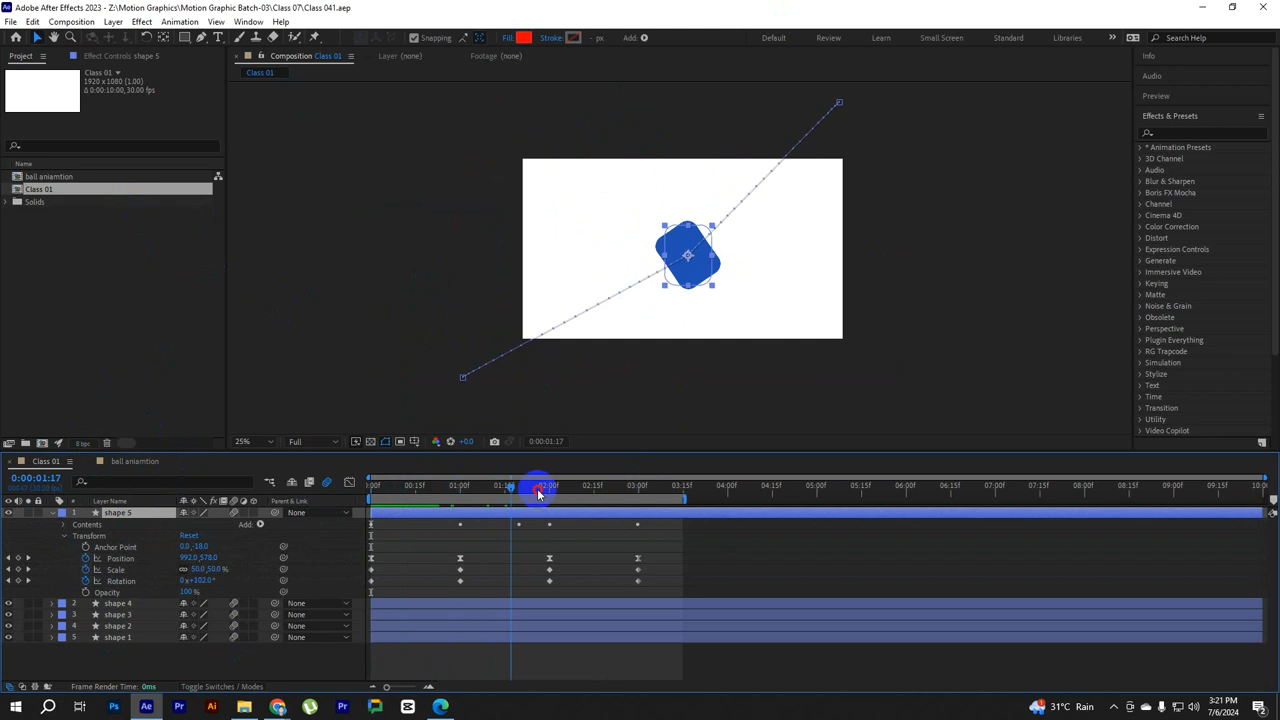 Adobe After Effects 2023 - Z:\Motion Graphics\Motion Graphic Batch-03\Class 07\Class 041.aep
File Edit Composition Layer Effect Animation View Window Help
Snapping Fill: Stroke: - px Add: Default Review Learn Small Screen Standard Libraries Search Help
Project Effect Controls shape 5 Composition Class 01 Layer (none) Footage (none)
Class 01
1920 x 1080 (1.00)
Δ 0:00:10:00, 30.00 fps
Class 01
Name
ball aniamtion
Class 01
Solids
Info
Audio
Preview
Effects & Presets
* Animation Presets
3D Channel
Audio
Blur & Sharpen
Boris FX Mocha
Channel
Cinema 4D
Color Correction
Distort
Expression Controls
Generate
Immersive Video
Keying
Matte
Noise & Grain
Obsolete
Perspective
Plugin Everything
RG Trapcode
Simulation
Stylize
Text
Time
Transition
Utility
Video Copilot
8 bpc 25% Full +0.0 0:00:01:17
Class 01 ball aniamtion
0:00:01:17
# Layer Name Parent & Link
1 shape 5 None
Contents Add:
Transform Reset
Anchor Point 0.0,-18.0
Position 992.0,578.0
Scale 50.0,50.0%
Rotation 0x+102.0°
Opacity 100%
2 shape 4 None
3 shape 3 None
4 shape 2 None
5 shape 1 None
01:00f 02:00f 02:15f 03:00f 03:15f 04:00f 04:15f 05:00f 05:15f 06:00f 06:15f 07:00f 07:15f 08:00f 08:15f 09:00f 09:15f
Frame Render Time: 0ms Toggle Switches / Modes
31°C Rain 3:21 PM
7/6/2024